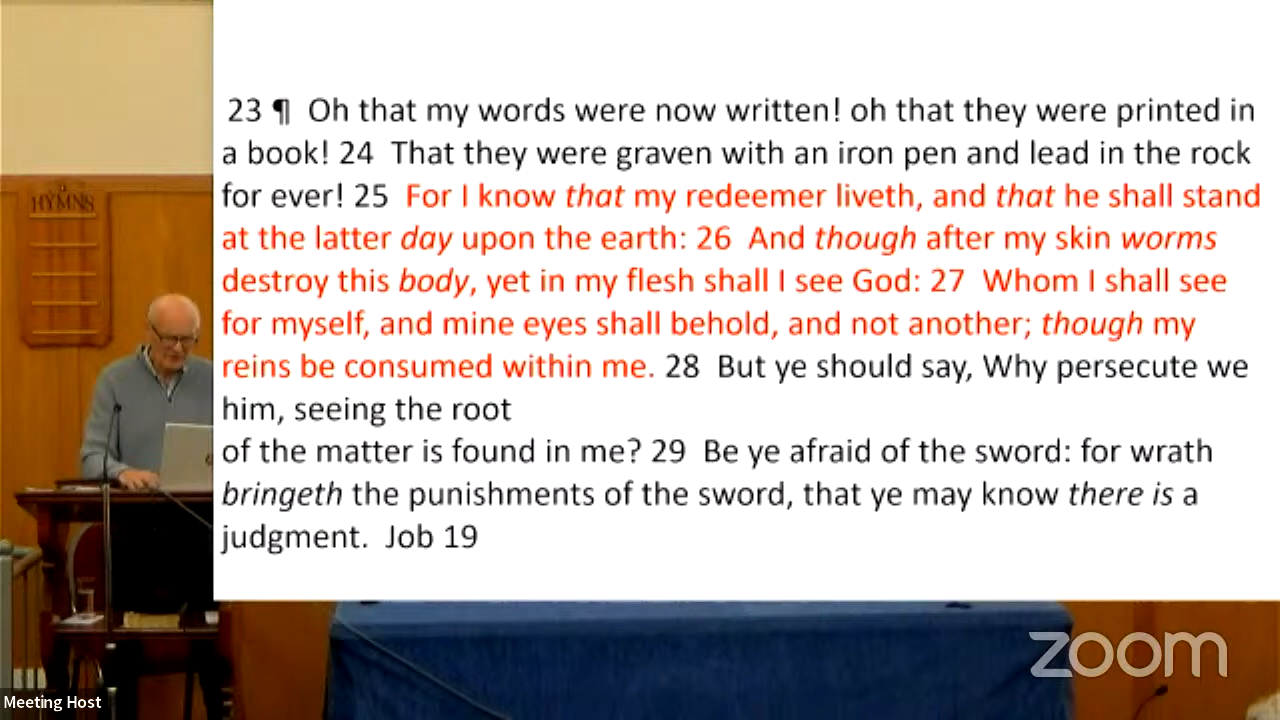 HYMNS
23 ¶ Oh that my words were now written! oh that they were printed in
a book! 24 That they were graven with an iron pen and lead in the rock
for ever! 25 For I know that my redeemer liveth, and that he shall stand
at the latter day upon the earth: 26 And though after my skin worms
destroy this body, yet in my flesh shall I see God: 27 Whom I shall see
for myself, and mine eyes shall behold, and not another; though my
reins be consumed within me. 28 But ye should say, Why persecute we
him, seeing the root
of the matter is found in me? 29 Be ye afraid of the sword: for wrath
bringeth the punishments of the sword, that ye may know there is a
judgment. Job 19
zoom
Meeting Host